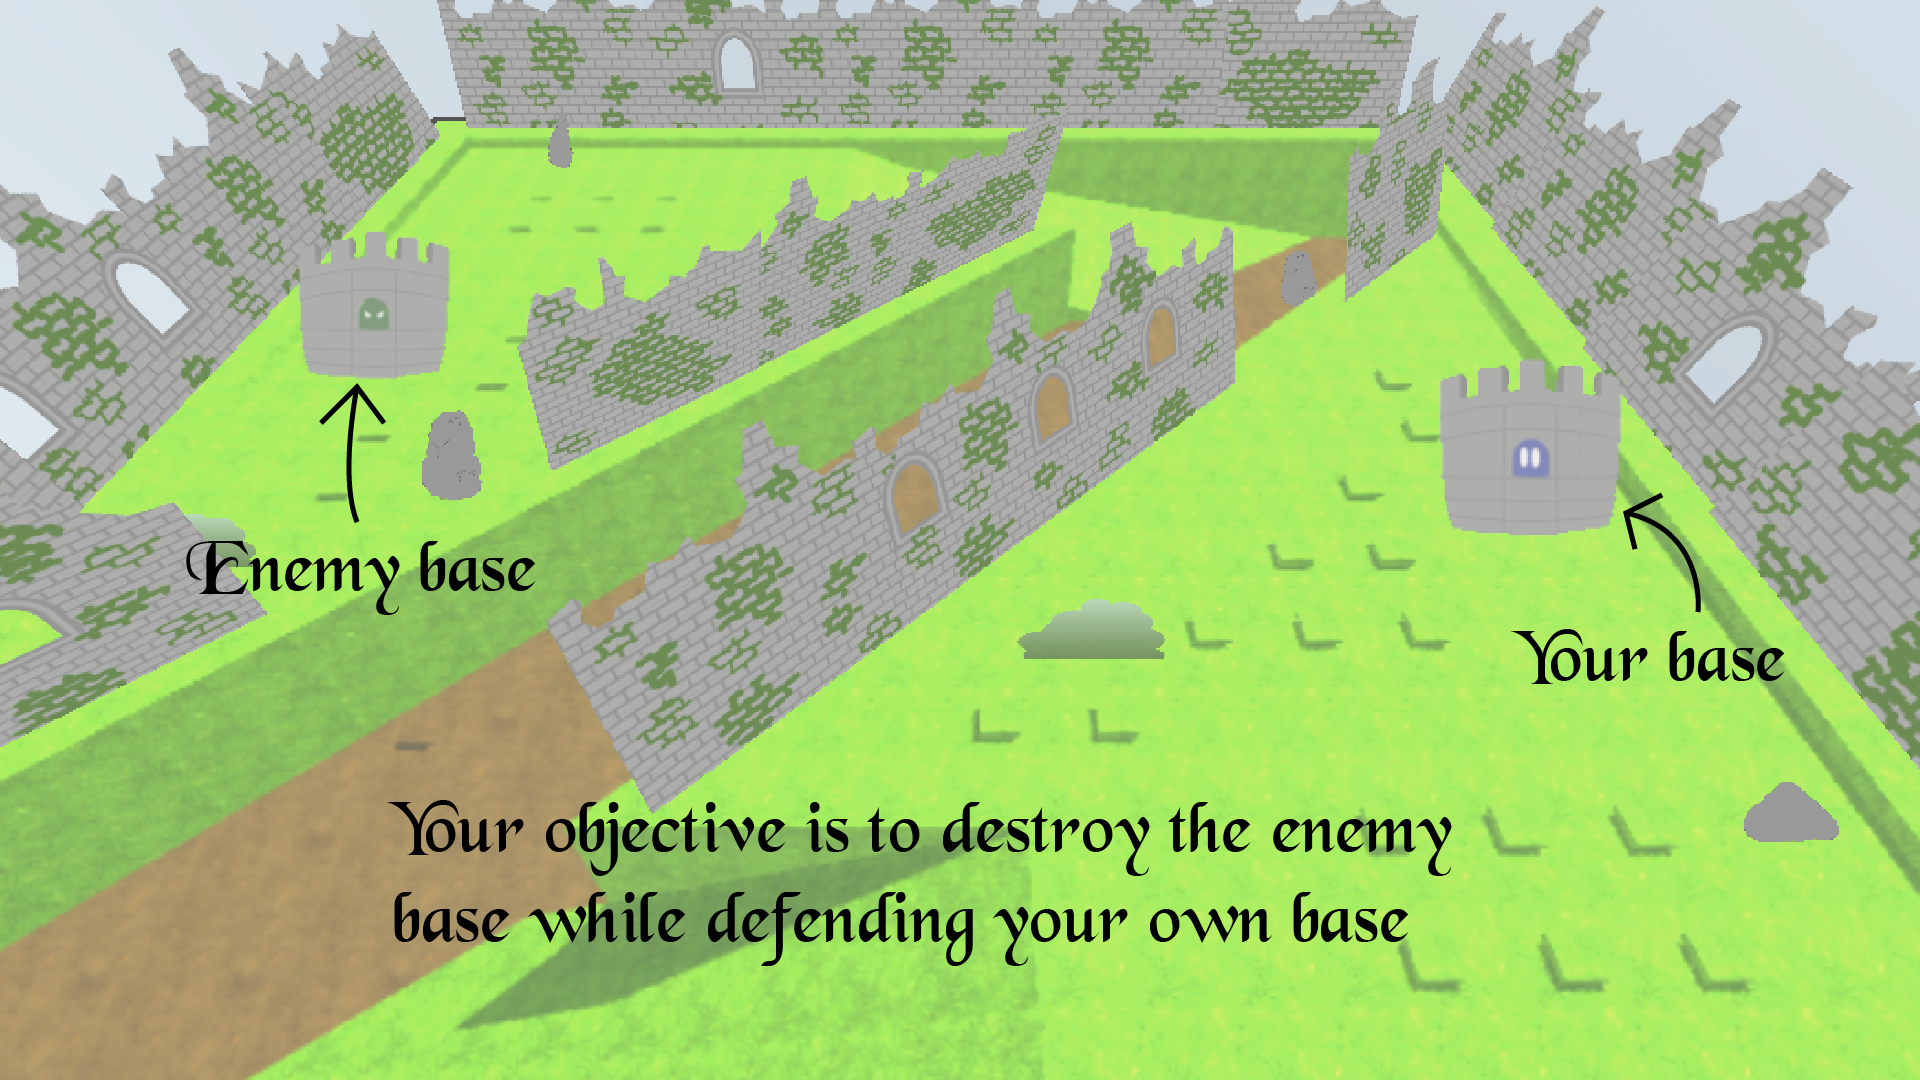 Enemy base
Your base
Your objective is to destroy the enemy
base while defending your own base